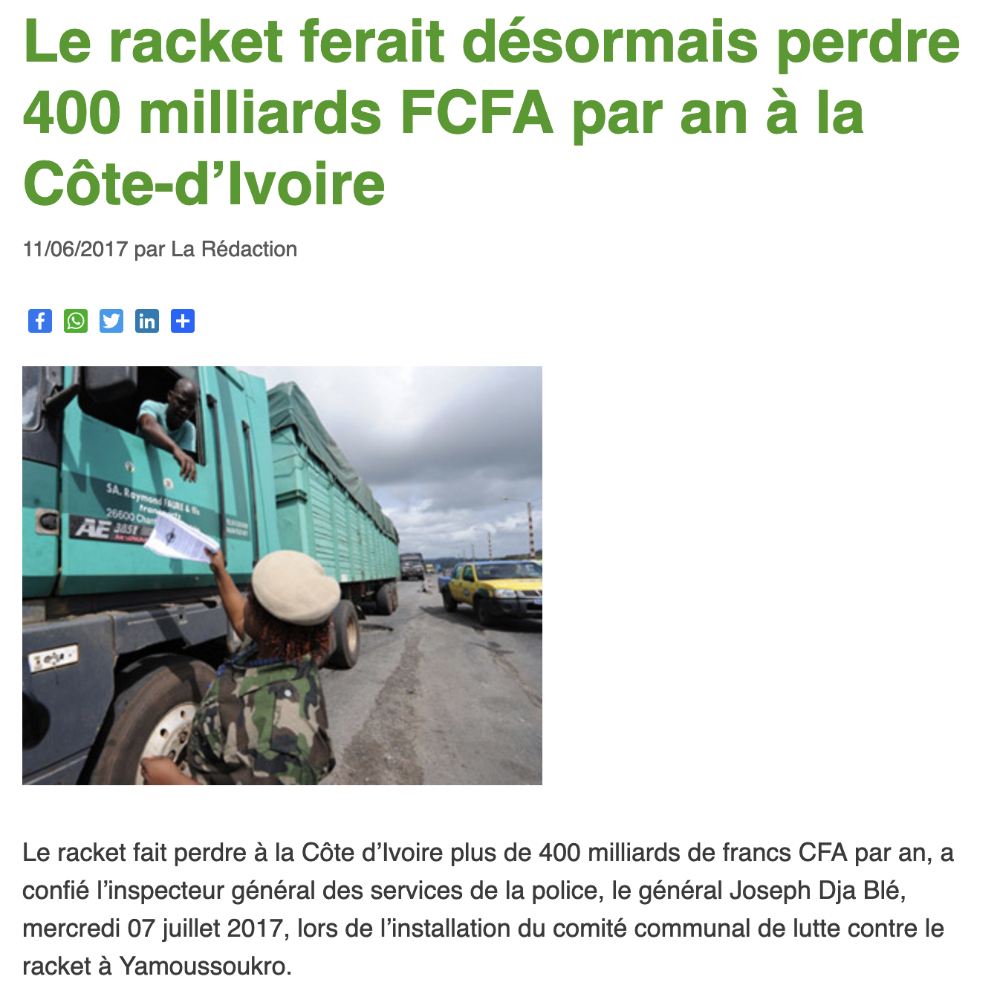 Le racket ferait désormais perdre
400 milliards FCFA par an à la
Côte-d’Ivoire
11/06/2017 par La Rédaction
SA. Raymond FAURE & fils
Transports
26600
AE 385t
Le racket fait perdre à la Côte d’Ivoire plus de 400 milliards de francs CFA par an, a
confié l’inspecteur général des services de la police, le général Joseph Dja Blé,
mercredi 07 juillet 2017, lors de l’installation du comité communal de lutte contre le
racket à Yamoussoukro.